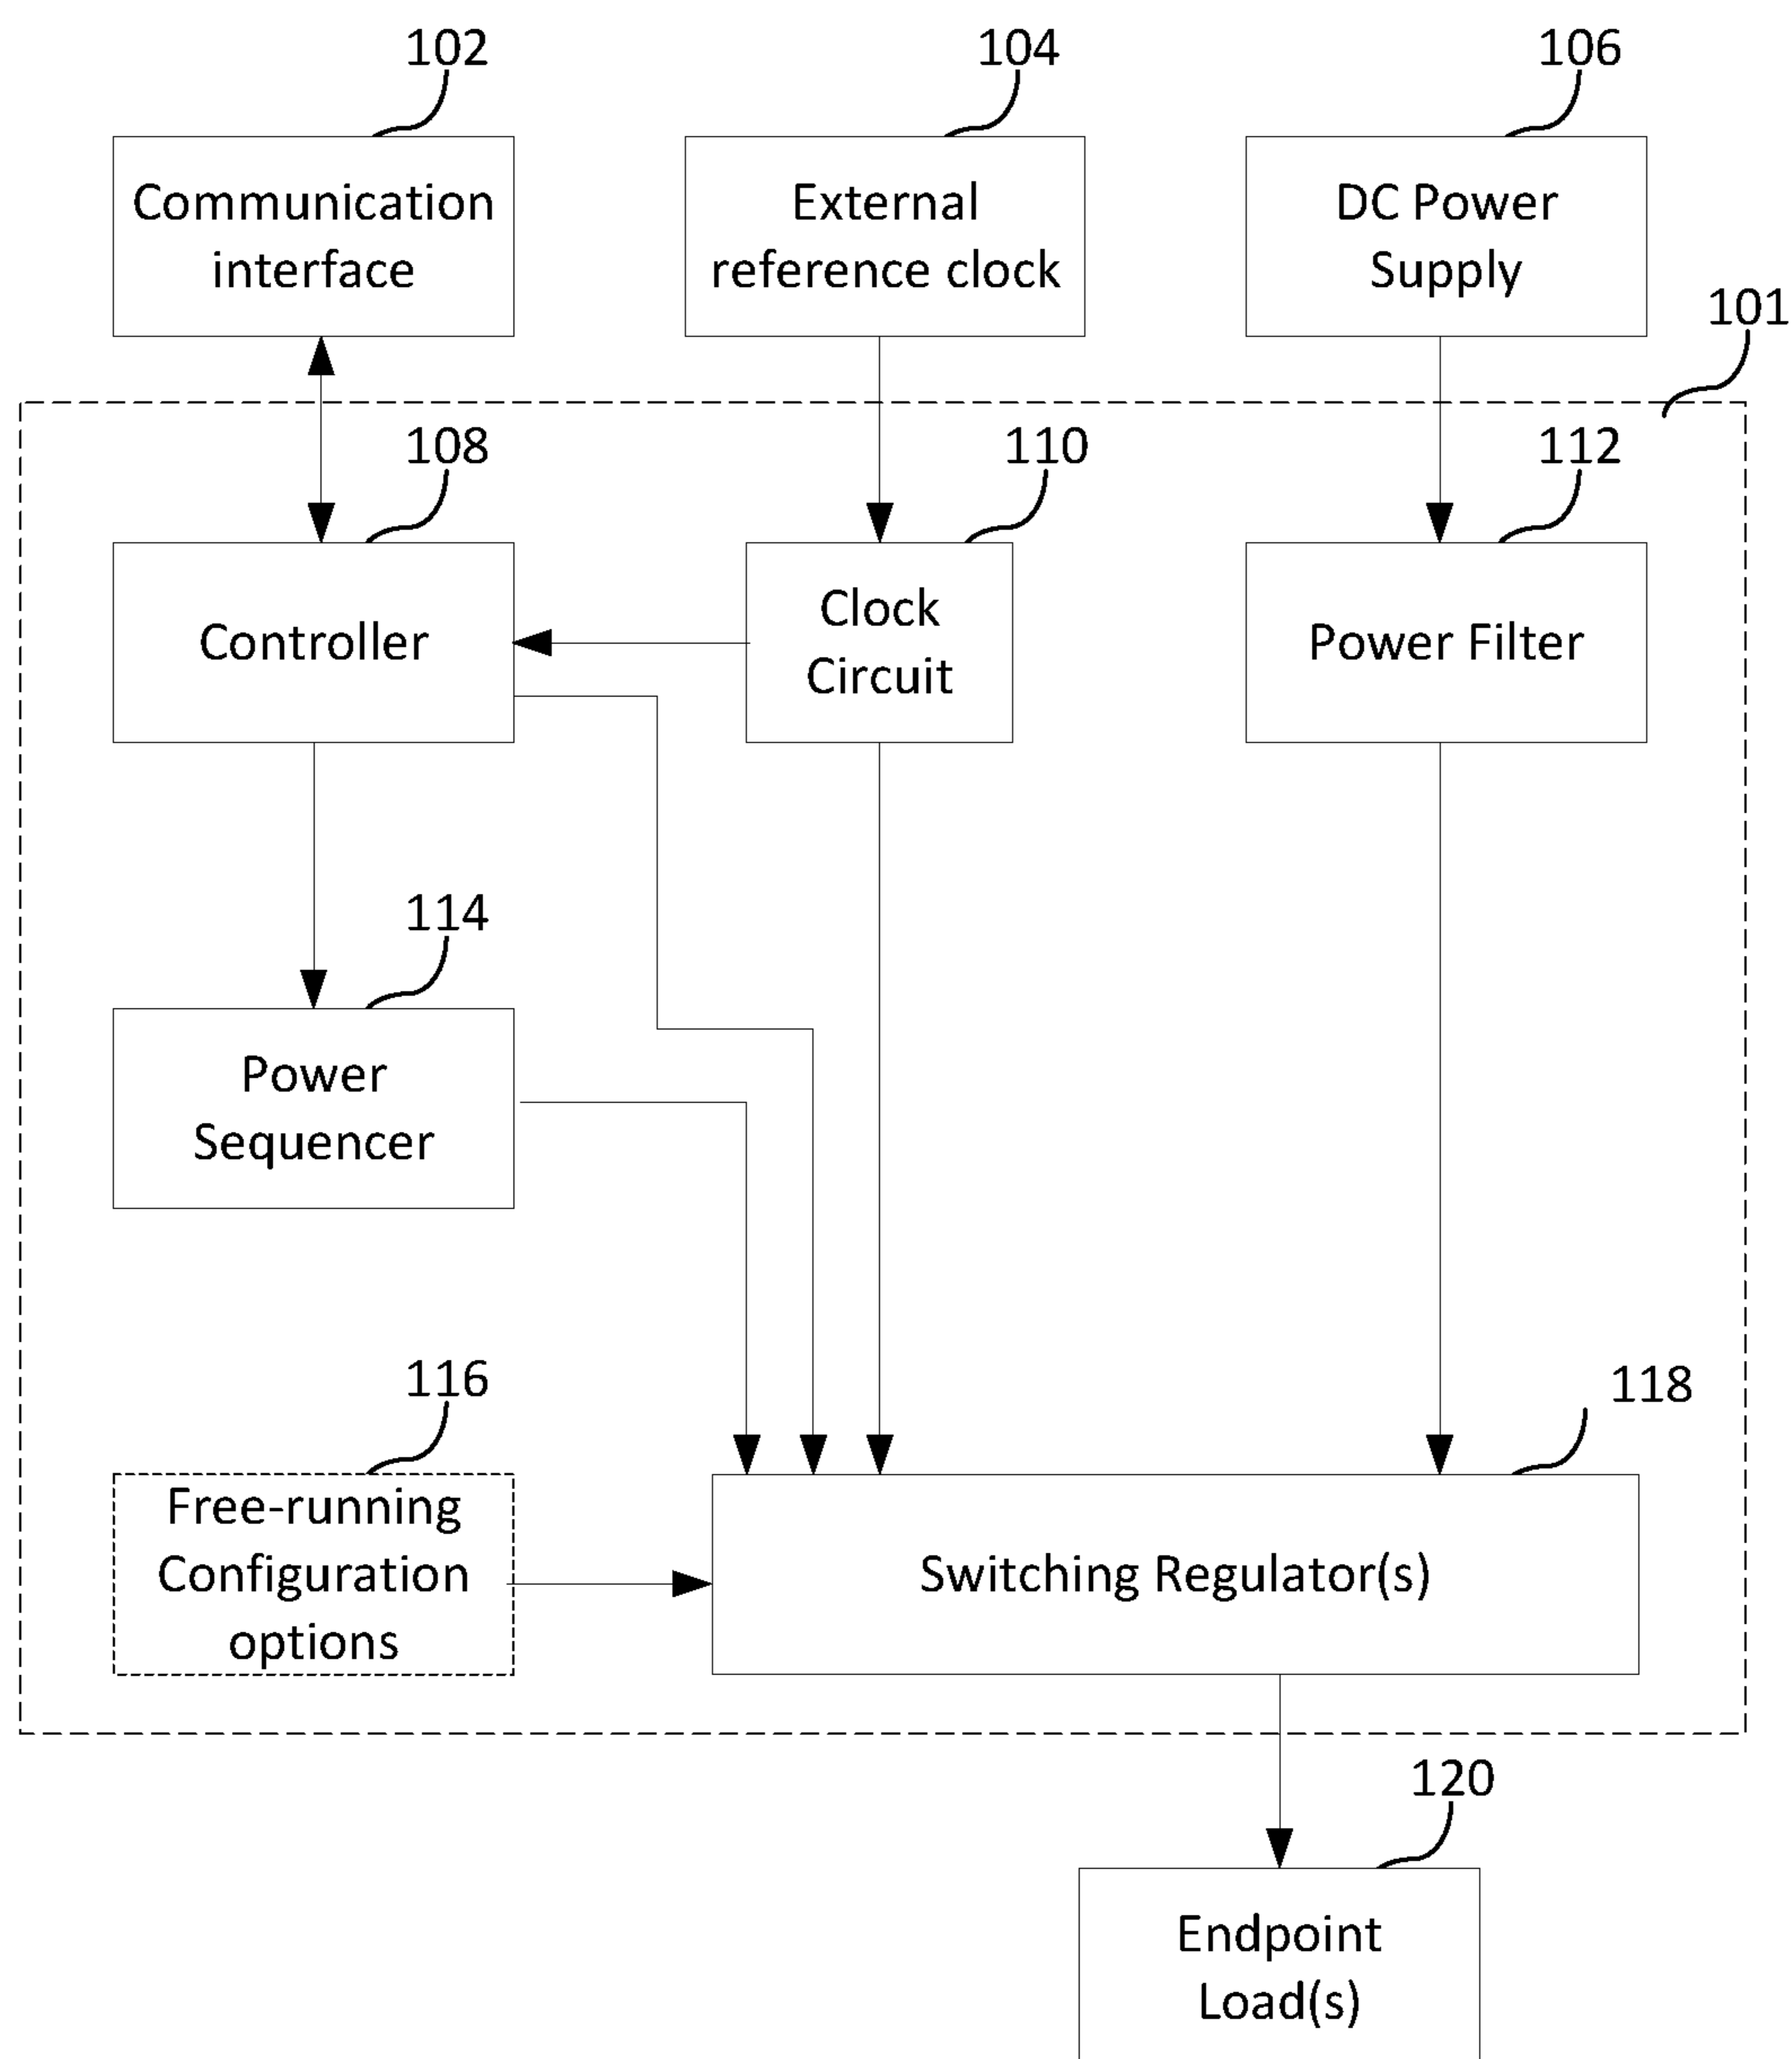 102
104
106
Communication
interface
External
reference clock
DC Power
Supply
101
108
110
112
Controller
Clock
Circuit
Power Filter
114
Power
Sequencer
116
118
Free-running
Configuration
options
Switching Regulator(s)
120
Endpoint
Load(s)